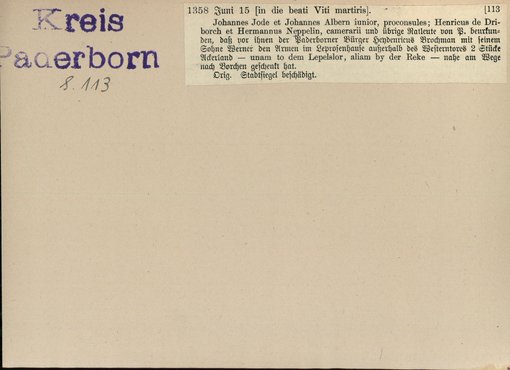 Kreis
Paderborn
S. 113
1358 Juni 15 [in die beati Viti martiris]. [113
Johannes Jode et Johannes Albern iunior, proconsules; Henricus de Dri-
borch et Hermannus Neppelin, camerarii und übrige Ratleute von P. beurkun-
den, daß vor ihnen der Paderborner Bürger Heydenricus Brochman mit seinem
Sohne Werner den Armen im Leprosenhause außerhalb des Westerntores 2 Stücke
Ackerland — unam to dem Lepelslor, aliam by der Reke — nahe am Wege
nach Borchen geschenkt hat.
Orig. Stadtsiegel beschädigt.